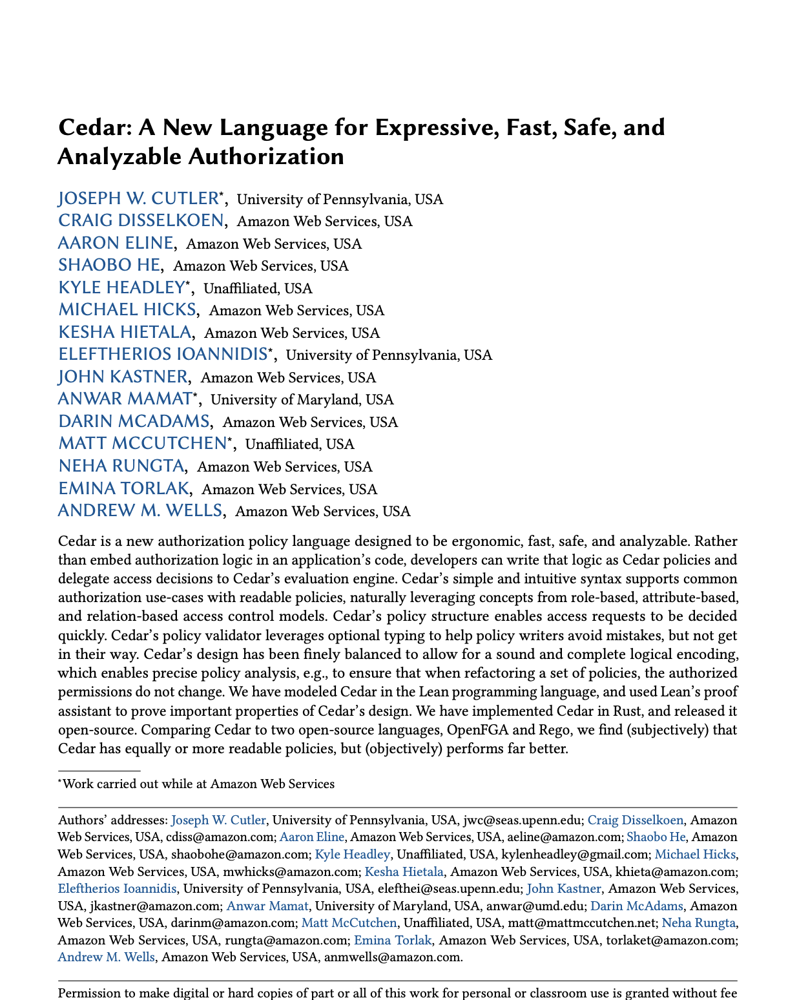 Cedar: A New Language for Expressive, Fast, Safe, and
Analyzable Authorization
JOSEPH W. CUTLER*, University of Pennsylvania, USA
CRAIG DISSELKOEN, Amazon Web Services, USA
AARON ELINE, Amazon Web Services, USA
SHAOBO HE, Amazon Web Services, USA
KYLE HEADLEY*, Unaffiliated, USA
MICHAEL HICKS, Amazon Web Services, USA
KESHA HIETALA, Amazon Web Services, USA
ELEFTHERIOS IOANNIDIS*, University of Pennsylvania, USA
JOHN KASTNER, Amazon Web Services, USA
ANWAR MAMAT*, University of Maryland, USA
DARIN MCADAMS, Amazon Web Services, USA
MATT MCCUTCHEN*, Unaffiliated, USA
NEHA RUNGTA, Amazon Web Services, USA
EMINA TORLAK, Amazon Web Services, USA
ANDREW M. WELLS, Amazon Web Services, USA
Cedar is a new authorization policy language designed to be ergonomic, fast, safe, and analyzable. Rather
than embed authorization logic in an application's code, developers can write that logic as Cedar policies and
delegate access decisions to Cedar's evaluation engine. Cedar's simple and intuitive syntax supports common
authorization use-cases with readable policies, naturally leveraging concepts from role-based, attribute-based,
and relation-based access control models. Cedar's policy structure enables access requests to be decided
quickly. Cedar's policy validator leverages optional typing to help policy writers avoid mistakes, but not get
in their way. Cedar's design has been finely balanced to allow for a sound and complete logical encoding,
which enables precise policy analysis, e.g., to ensure that when refactoring a set of policies, the authorized
permissions do not change. We have modeled Cedar in the Lean programming language, and used Lean's proof
assistant to prove important properties of Cedar's design. We have implemented Cedar in Rust, and released it
open-source. Comparing Cedar to two open-source languages, OpenFGA and Rego, we find (subjectively) that
Cedar has equally or more readable policies, but (objectively) performs far better.
*Work carried out while at Amazon Web Services
Authors' addresses: Joseph W. Cutler, University of Pennsylvania, USA, jwc@seas.upenn.edu; Craig Disselkoen, Amazon
Web Services, USA, cdiss@amazon.com; Aaron Eline, Amazon Web Services, USA, aeline@amazon.com; Shaobo He, Amazon
Web Services, USA, shaobohe@amazon.com; Kyle Headley, Unaffiliated, USA, kylenheadley@gmail.com; Michael Hicks,
Amazon Web Services, USA, mwhicks@amazon.com; Kesha Hietala, Amazon Web Services, USA, khieta@amazon.com;
Eleftherios Ioannidis, University of Pennsylvania, USA, elefthei@seas.upenn.edu; John Kastner, Amazon Web Services,
USA, jkastner@amazon.com; Anwar Mamat, University of Maryland, USA, anwar@umd.edu; Darin McAdams, Amazon
Web Services, USA, darinm@amazon.com; Matt McCutchen, Unaffiliated, USA, matt@mattmccutchen.net; Neha Rungta,
Amazon Web Services, USA, rungta@amazon.com; Emina Torlak, Amazon Web Services, USA, torlaket@amazon.com;
Andrew M. Wells, Amazon Web Services, USA, anmwells@amazon.com.
Permission to make digital or hard copies of part or all of this work for personal or classroom use is granted without fee